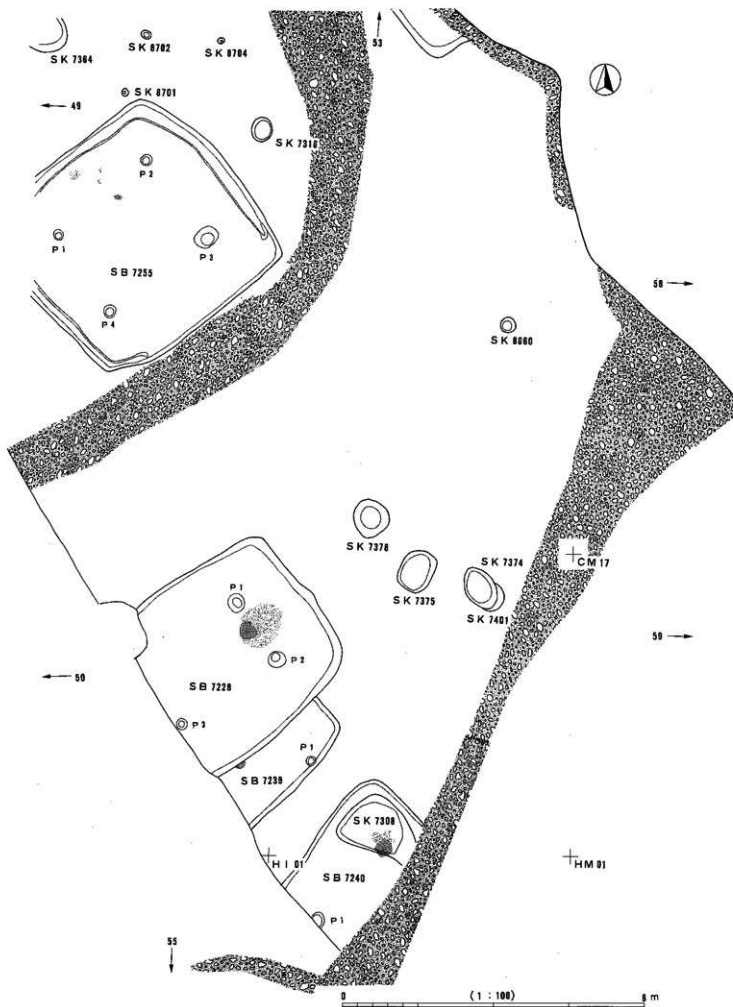 53
SK 7364
SK 8702
SK 8704
SK 8701
49
SK 7316
P 2
P 1
P 3
SB 7255
P 4
58
SK 8660
SK 7378
SK 7375
SK 7374
SK 7401
CM 17
P 1
P 2
59
50
SB 7228
P 3
P 1
SB 7239
SK 7308
HI 01
HM 01
SB 7240
P 1
55
0 (1 : 100) 8 m